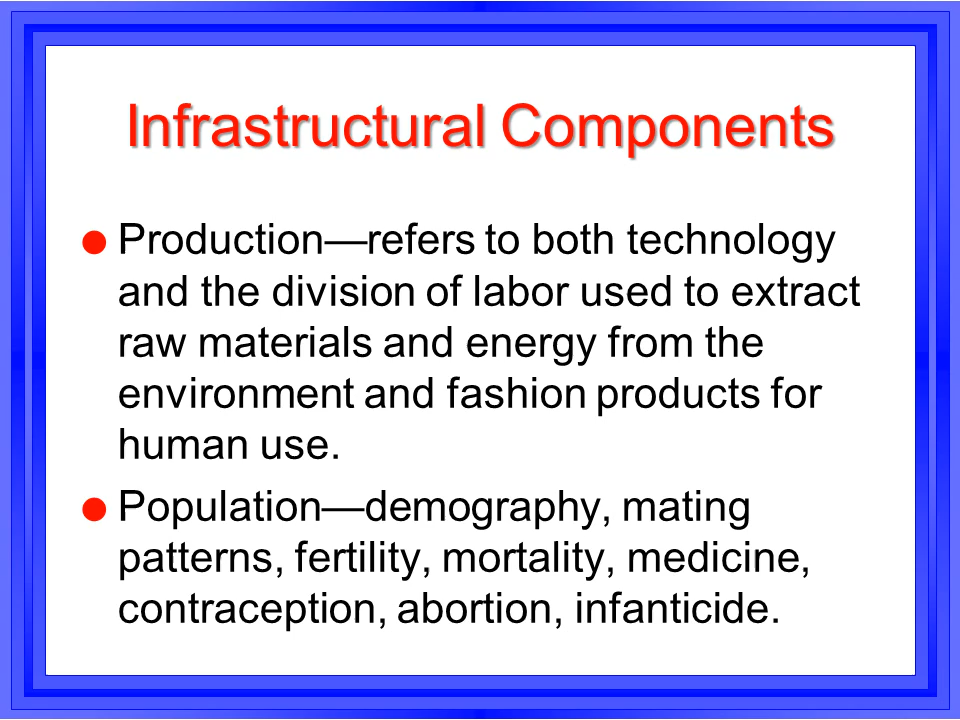 Infrastructural Components
● Production—refers to both technology
and the division of labor used to extract
raw materials and energy from the
environment and fashion products for
human use.
● Population—demography, mating
patterns, fertility, mortality, medicine,
contraception, abortion, infanticide.